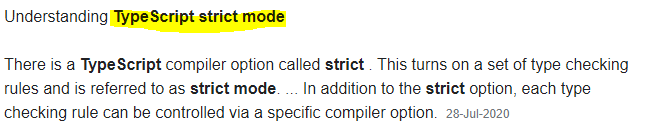 Understanding TypeScript strict mode
There is a TypeScript compiler option called strict . This turns on a set of type checking
rules and is referred to as strict mode. ... In addition to the strict option, each type
checking rule can be controlled via a specific compiler option. 28-Jul-2020